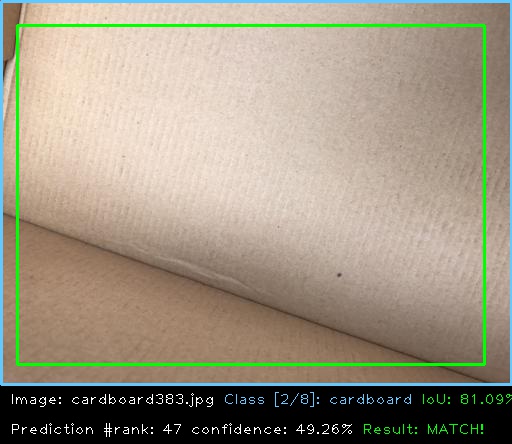 Image: cardboard383.jpg Class [2/8]: cardboard IoU: 81.09%
Prediction #rank: 47 confidence: 49.26% Result: MATCH!